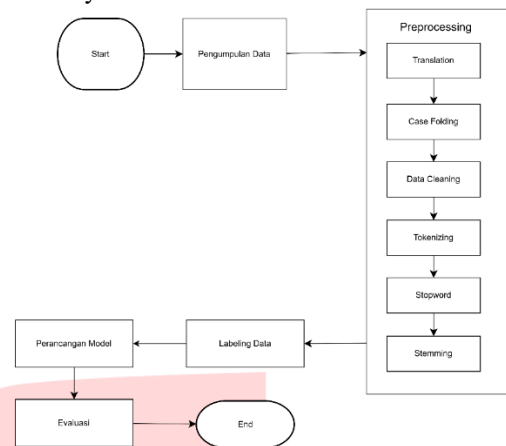 Start
Pengumpulan Data
Preprocessing
Translation
Case Folding
Data Cleaning
Tokenizing
Stopword
Stemming
Labeling Data
Perancangan Model
Evaluasi
End